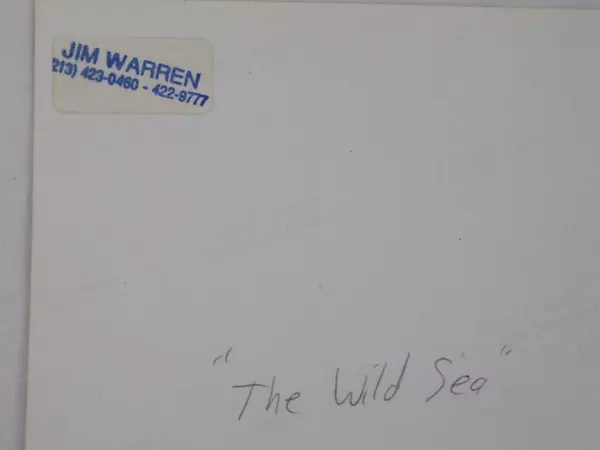 JIM WARREN
213) 423-0460 - 422-9777
"The Wild Sea"